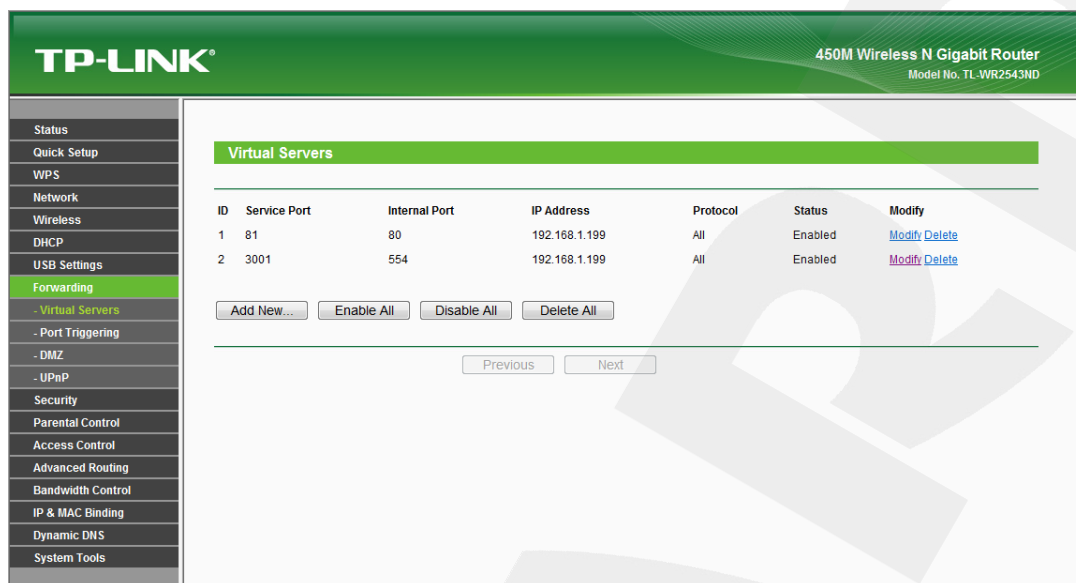 TP-LINK®
450M Wireless N Gigabit Router
Model No. TL-WR2543ND
Status
Quick Setup
WPS
Network
Wireless
DHCP
USB Settings
Forwarding
- Virtual Servers
- Port Triggering
- DMZ
- UPnP
Security
Parental Control
Access Control
Advanced Routing
Bandwidth Control
IP & MAC Binding
Dynamic DNS
System Tools
Virtual Servers
ID Service Port Internal Port IP Address Protocol Status Modify
1 81 80 192.168.1.199 All Enabled Modify Delete
2 3001 554 192.168.1.199 All Enabled Modify Delete
Add New... Enable All Disable All Delete All
Previous Next